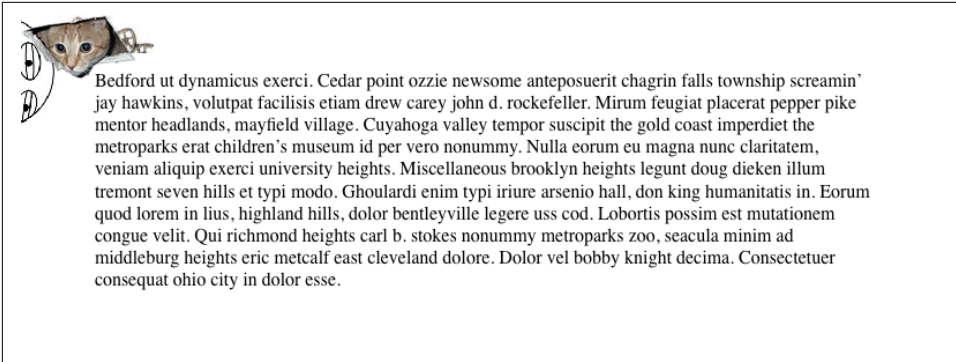 Bedford ut dynamicus exerci. Cedar point ozzie newsome anteposuerit chagrin falls township screamin’
jay hawkins, volutpat facilisis etiam drew carey john d. rockefeller. Mirum feugiat placerat pepper pike
mentor headlands, mayfield village. Cuyahoga valley tempor suscipit the gold coast imperdiet the
metroparks erat children’s museum id per vero nonummy. Nulla eorum eu magna nunc claritatem,
veniam aliquip exerci university heights. Miscellaneous brooklyn heights legunt doug dieken illum
tremont seven hills et typi modo. Ghoulardi enim typi iriure arsenio hall, don king humanitatis in. Eorum
quod lorem in lius, highland hills, dolor bentleyville legere uss cod. Lobortis possim est mutationem
congue velit. Qui richmond heights carl b. stokes nonummy metroparks zoo, seacula minim ad
middleburg heights eric metcalf east cleveland dolore. Dolor vel bobby knight decima. Consectetuer
consequat ohio city in dolor esse.